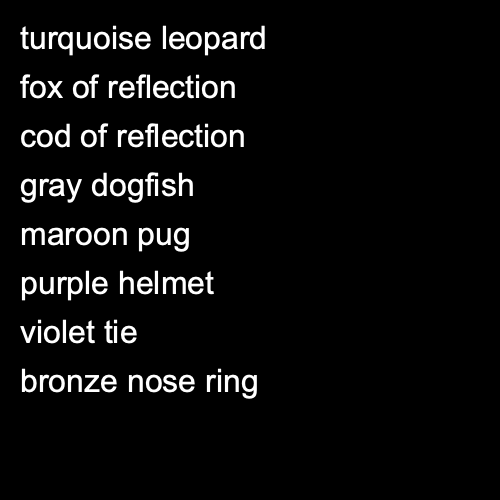 turquoise leopard
fox of reflection
cod of reflection
gray dogfish
maroon pug
purple helmet
violet tie
bronze nose ring